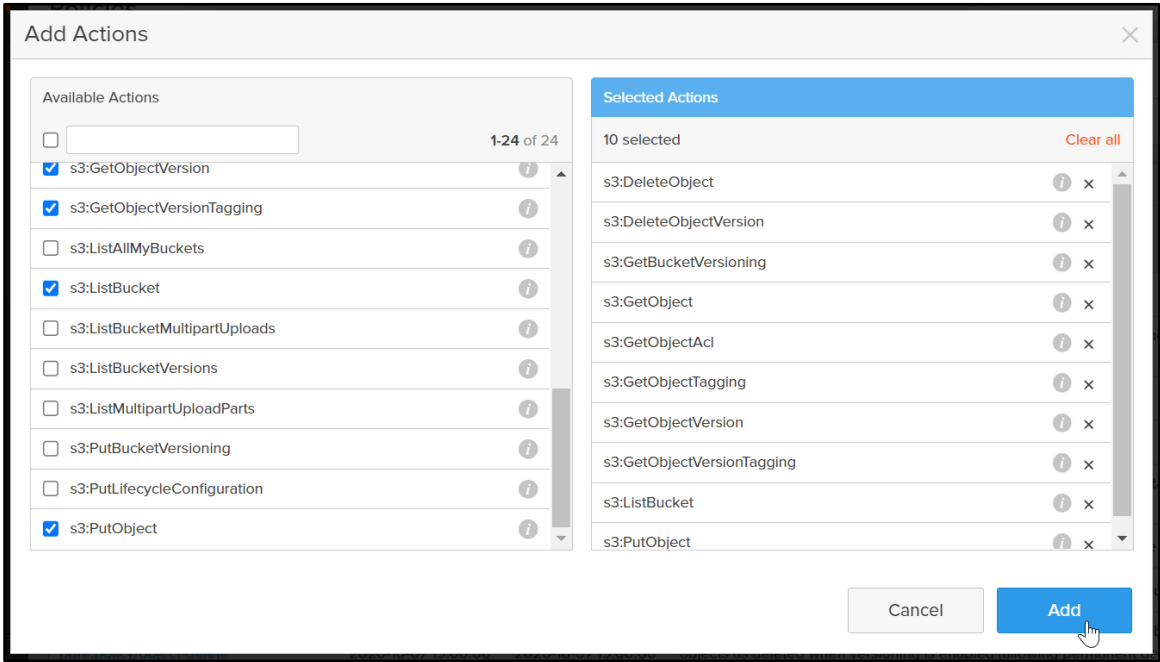 Policies
Add Actions
Available Actions
1-24 of 24
s3:GetObjectVersion
s3:GetObjectVersionTagging
s3:ListAllMyBuckets
s3:ListBucket
s3:ListBucketMultipartUploads
s3:ListBucketVersions
s3:ListMultipartUploadParts
s3:PutBucketVersioning
s3:PutLifecycleConfiguration
s3:PutObject
Selected Actions
10 selected Clear all
s3:DeleteObject
s3:DeleteObjectVersion
s3:GetBucketVersioning
s3:GetObject
s3:GetObjectAcl
s3:GetObjectTagging
s3:GetObjectVersion
s3:GetObjectVersionTagging
s3:ListBucket
s3:PutObject
Cancel Add